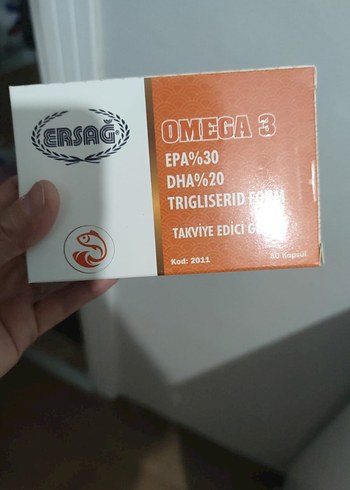 ERSAĞ
OMEGA 3
EPA%30
DHA%20
TRIGLISERID FORM
TAKVİYE EDİCİ
Kod: 2011
60 Kapsül